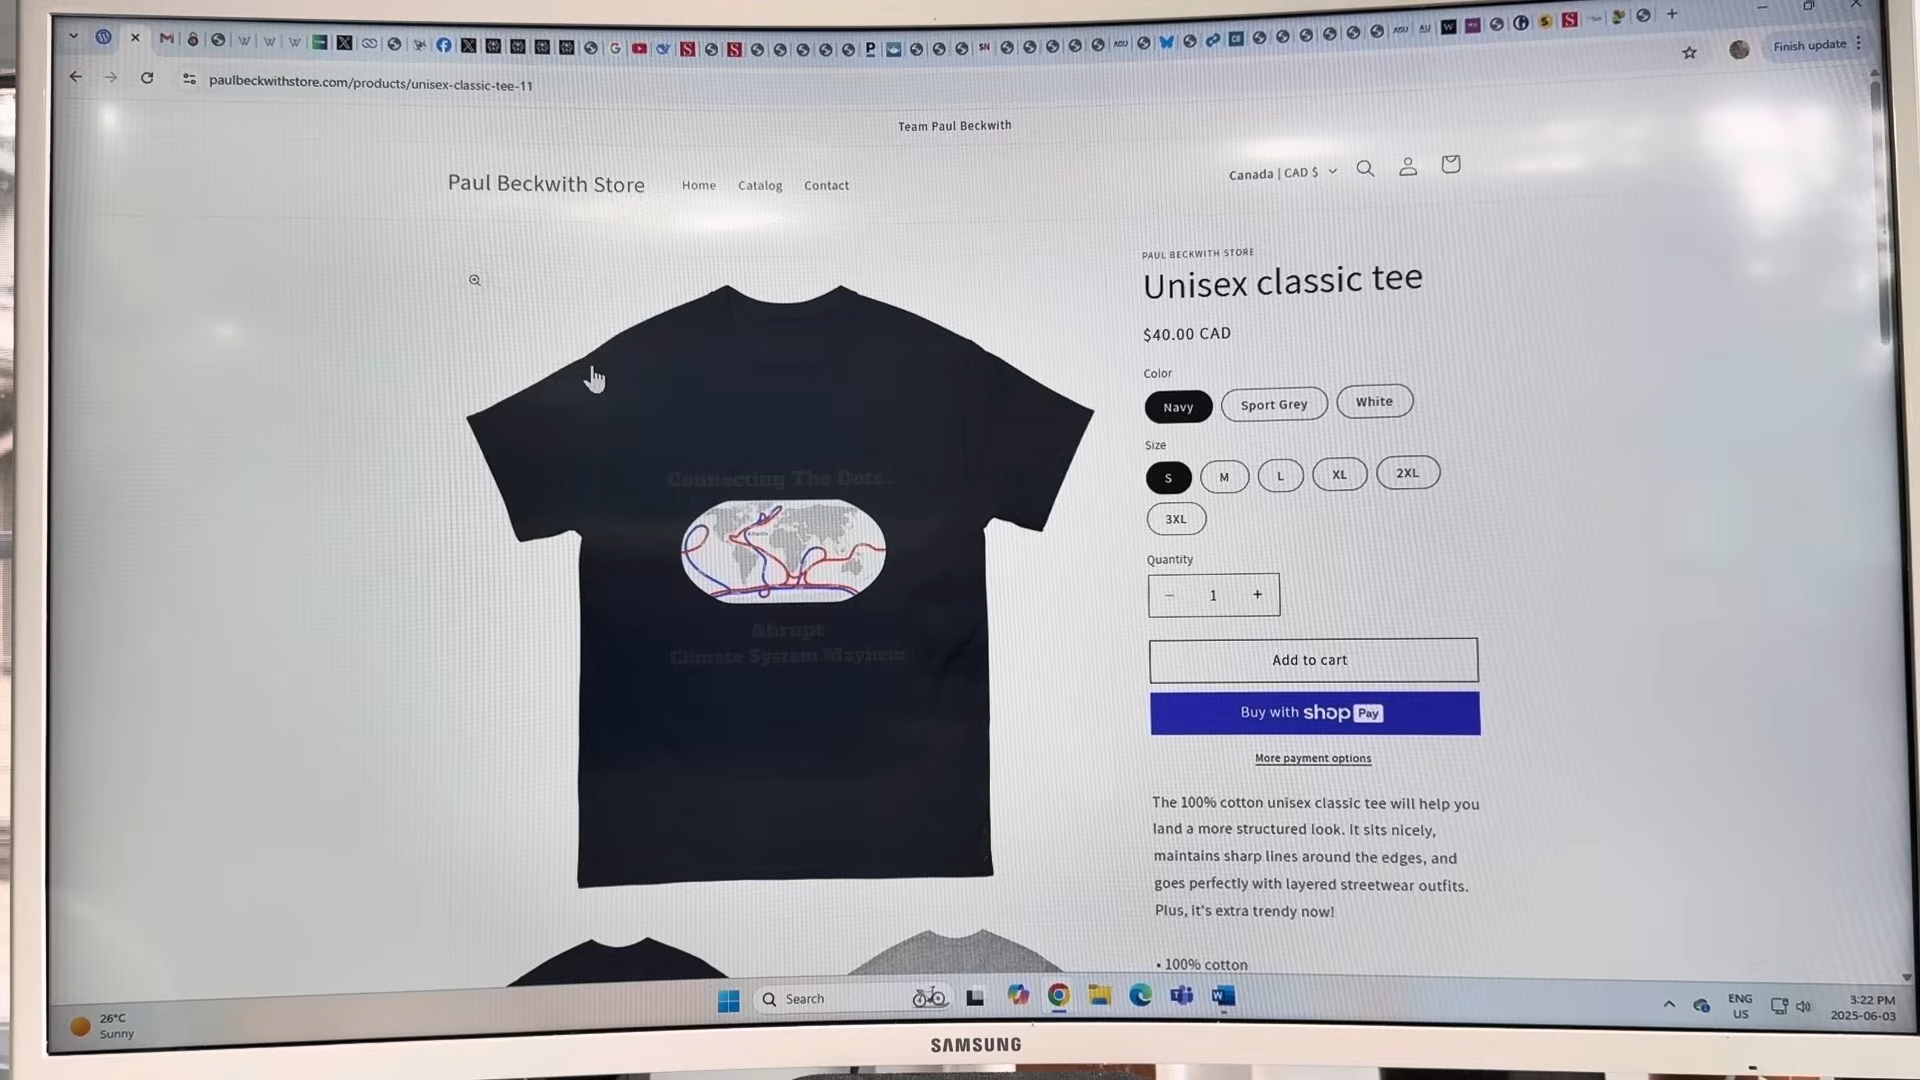 paulbeckwithstore.com/products/unisex-classic-tee-11
Finish update
Team Paul Beckwith
Paul Beckwith Store
Home
Catalog
Contact
Canada | CAD $
PAUL BECKWITH STORE
Unisex classic tee
$40.00 CAD
Color
Navy
Sport Grey
White
Size
S
M
L
XL
2XL
3XL
Quantity
1
Add to cart
Buy with shop Pay
More payment options
The 100% cotton unisex classic tee will help you
land a more structured look. It sits nicely,
maintains sharp lines around the edges, and
goes perfectly with layered streetwear outfits.
Plus, it's extra trendy now!
• 100% cotton
Connecting The Dots..
Abrupt
Climate System Mayhem
26°C
Sunny
Search
ENG
US
3:22 PM
2025-06-03
SAMSUNG